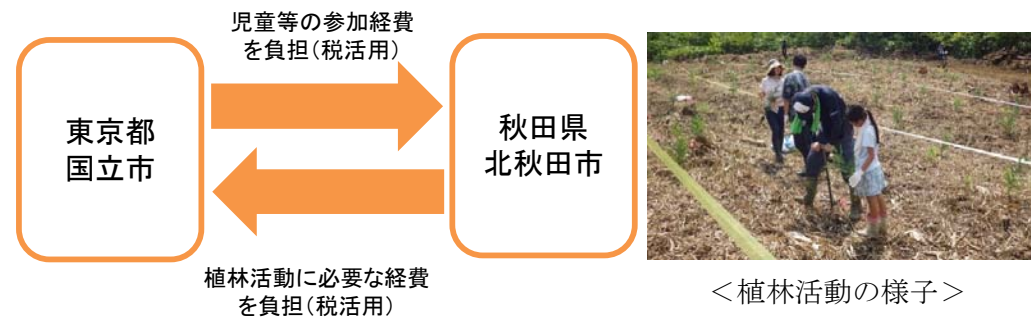 児童等の参加経費
を負担(税活用)
東京都
国立市
秋田県
北秋田市
植林活動に必要な経費
を負担(税活用)
＜植林活動の様子＞